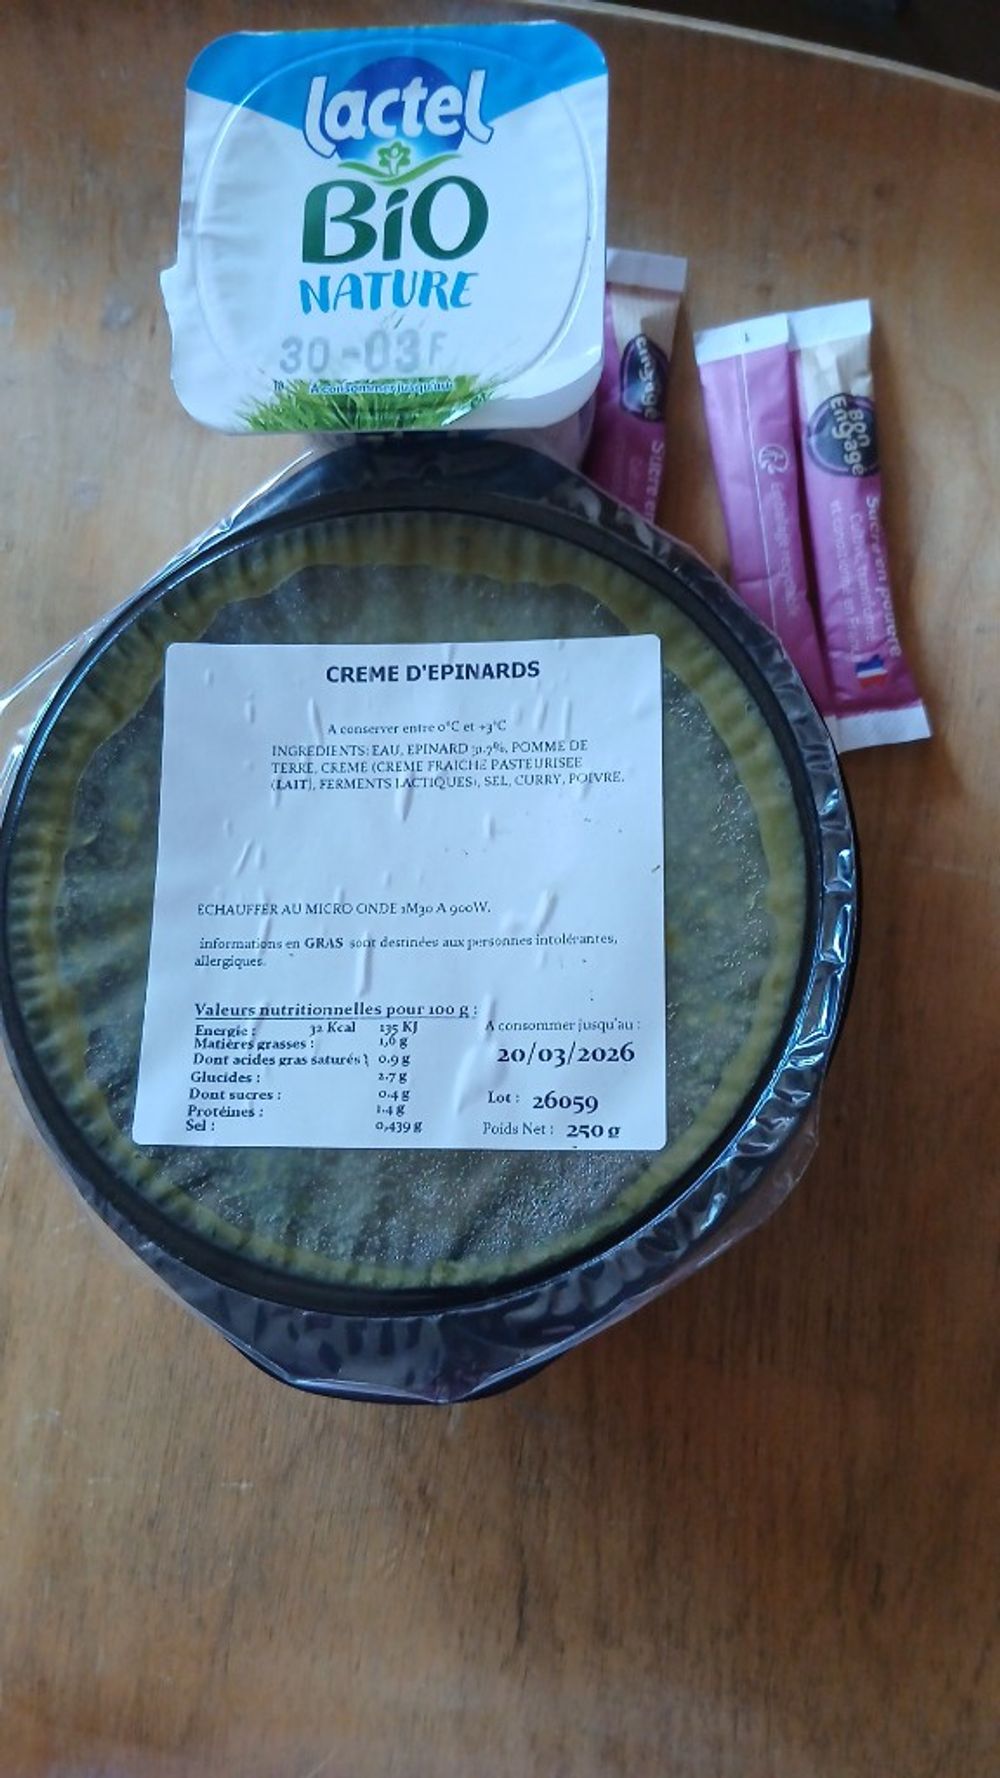 lactel
BiO
NATURE
30-03F
A consommer jusqu'au
Bon
Engagé
Sucre en poudre
CREME D'EPINARDS
A conserver entre 0°C et +3°C
INGREDIENTS: EAU, EPINARD 31.7%, POMME DE
TERRE, CREME (CREME FRAICHE PASTEURISEE
(LAIT), FERMENTS LACTIQUES), SEL, CURRY, POIVRE.
ECHAUFFER AU MICRO ONDE 1M30 A 900W.
informations en GRAS sont destinées aux personnes intolérantes,
allergiques.
Valeurs nutritionnelles pour 100 g :
Energie : 32 Kcal 135 KJ
Matières grasses : 1,6 g
Dont acides gras saturés : 0.9 g
Glucides : 2.7 g
Dont sucres : 0.4 g
Protéines : 1.4 g
Sel : 0,439 g
A consommer jusqu'au :
20/03/2026
Lot : 26059
Poids Net : 250 g